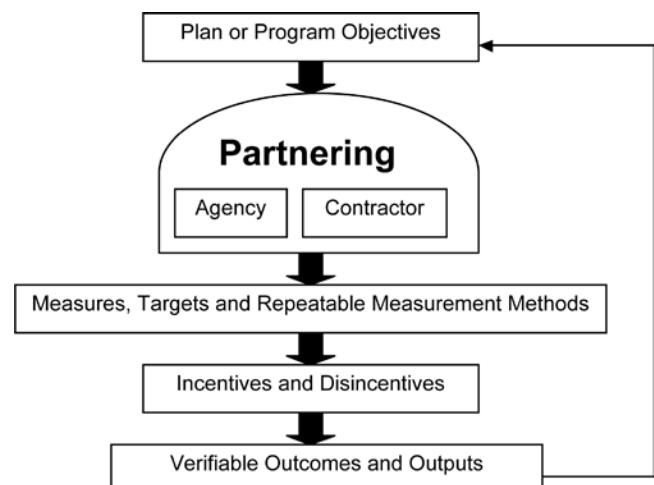 Plan or Program Objectives
Partnering
Agency
Contractor
Measures, Targets and Repeatable Measurement Methods
Incentives and Disincentives
Verifiable Outcomes and Outputs